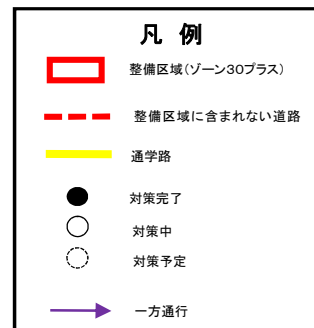 凡 例
整備区域(ゾーン30プラス)
整備区域に含まれない道路
通学路
対策完了
対策中
対策予定
一方通行